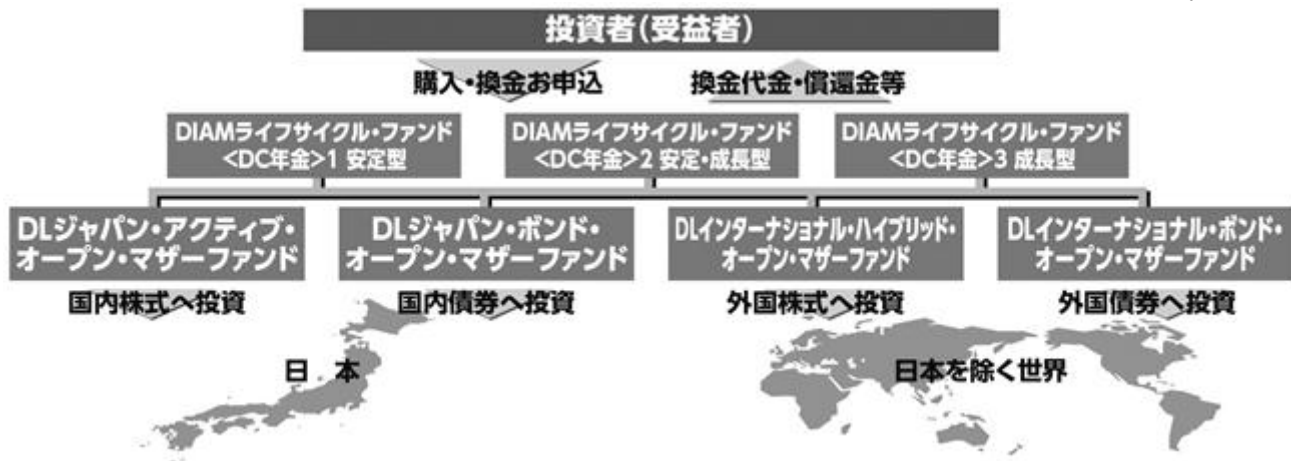 投資者(受益者)
購入・換金お申込
換金代金・償還金等
DIAMライフサイクル・ファンド
<DC年金>1 安定型
DIAMライフサイクル・ファンド
<DC年金>2 安定・成長型
DIAMライフサイクル・ファンド
<DC年金>3 成長型
DLジャパン・アクティブ・
オープン・マザーファンド
DLジャパン・ボンド・
オープン・マザーファンド
DLインターナショナル・ハイブリッド・
オープン・マザーファンド
DLインターナショナル・ボンド・
オープン・マザーファンド
国内株式へ投資
国内債券へ投資
外国株式へ投資
外国債券へ投資
日 本
日本を除く世界